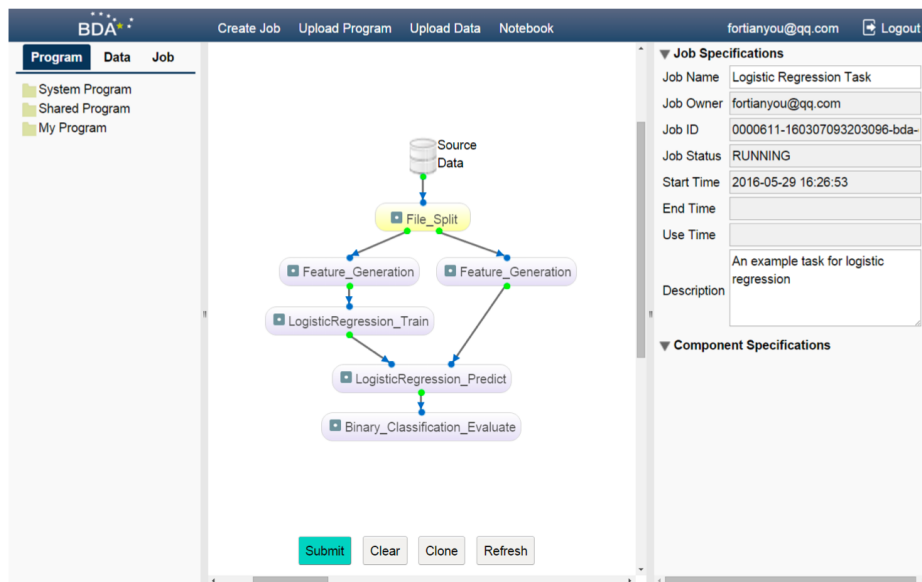 BDA
Create Job Upload Program Upload Data Notebook fortianyou@qq.com Logout
Program Data Job
System Program
Shared Program
My Program
Source
Data
File_Split
Feature_Generation Feature_Generation
LogisticRegression_Train
LogisticRegression_Predict
Binary_Classification_Evaluate
Submit Clear Clone Refresh
Job Specifications
Job Name Logistic Regression Task
Job Owner fortianyou@qq.com
Job ID 0000611-160307093203096-bda-
Job Status RUNNING
Start Time 2016-05-29 16:26:53
End Time
Use Time
Description An example task for logistic
regression
Component Specifications